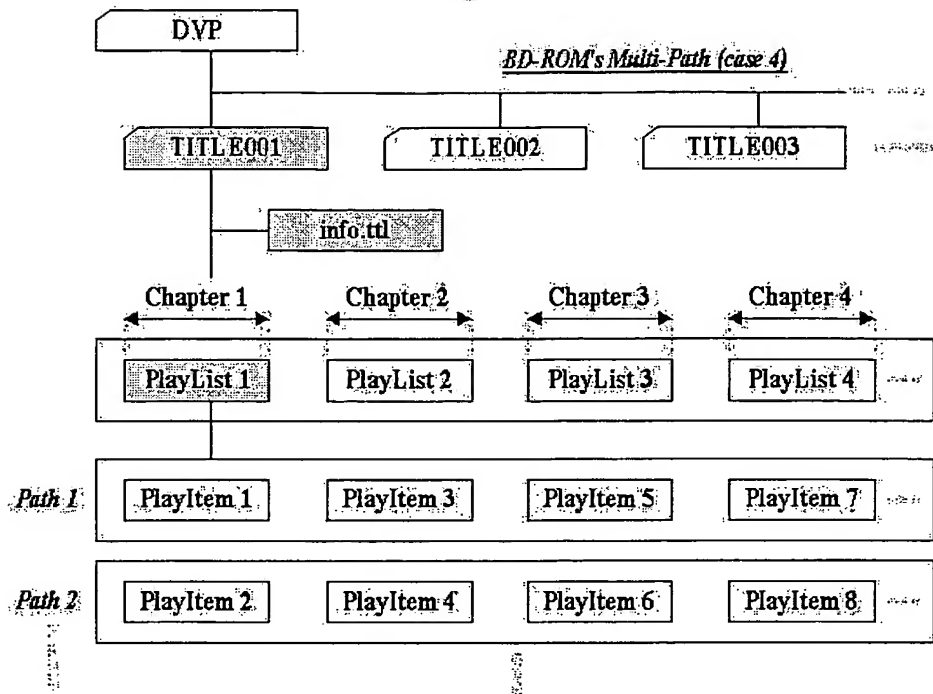 DVP
BD-ROM's Multi-Path (case 4)
TITLE001 TITLE002 TITLE003
info.ttl
Chapter 1 Chapter 2 Chapter 3 Chapter 4
PlayList 1 PlayList 2 PlayList 3 PlayList 4
Path 1 PlayItem 1 PlayItem 3 PlayItem 5 PlayItem 7
Path 2 PlayItem 2 PlayItem 4 PlayItem 6 PlayItem 8